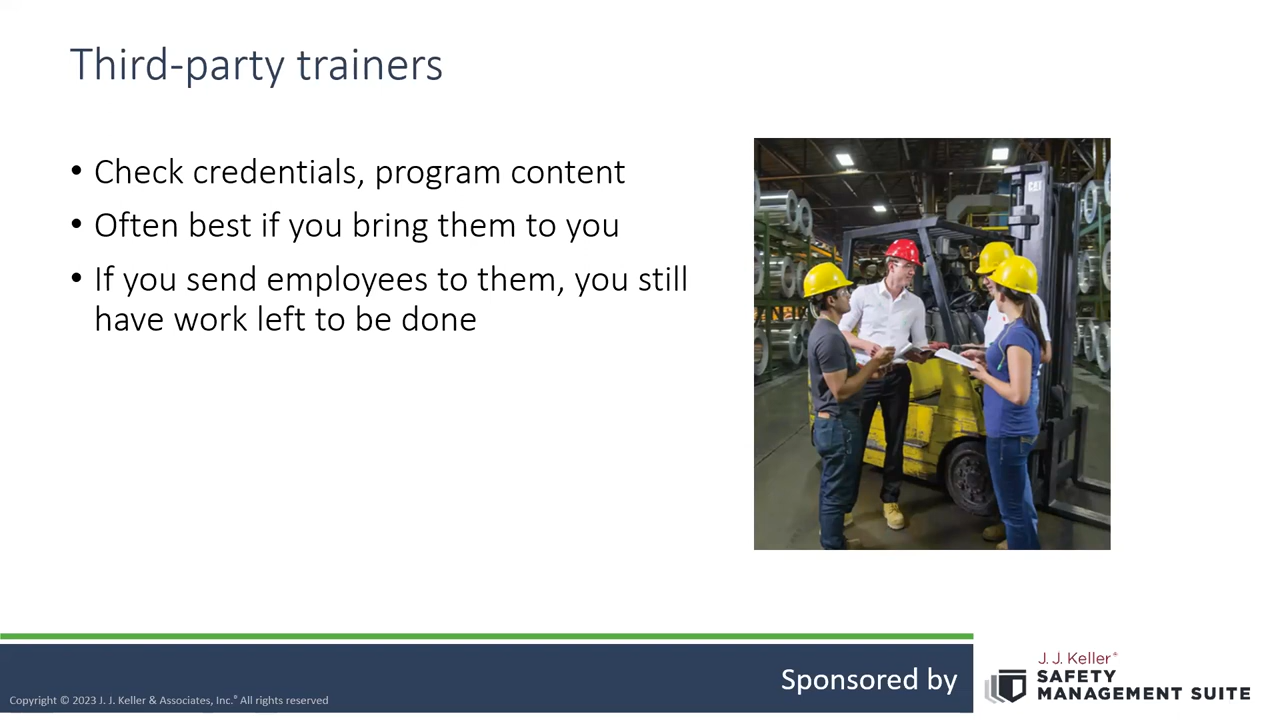 Third-party trainers
• Check credentials, program content
• Often best if you bring them to you
• If you send employees to them, you still
have work left to be done
CAT
Sponsored by
J. J. Keller®
SAFETY
MANAGEMENT SUITE
Copyright © 2023 J. J. Keller & Associates, Inc.® All rights reserved